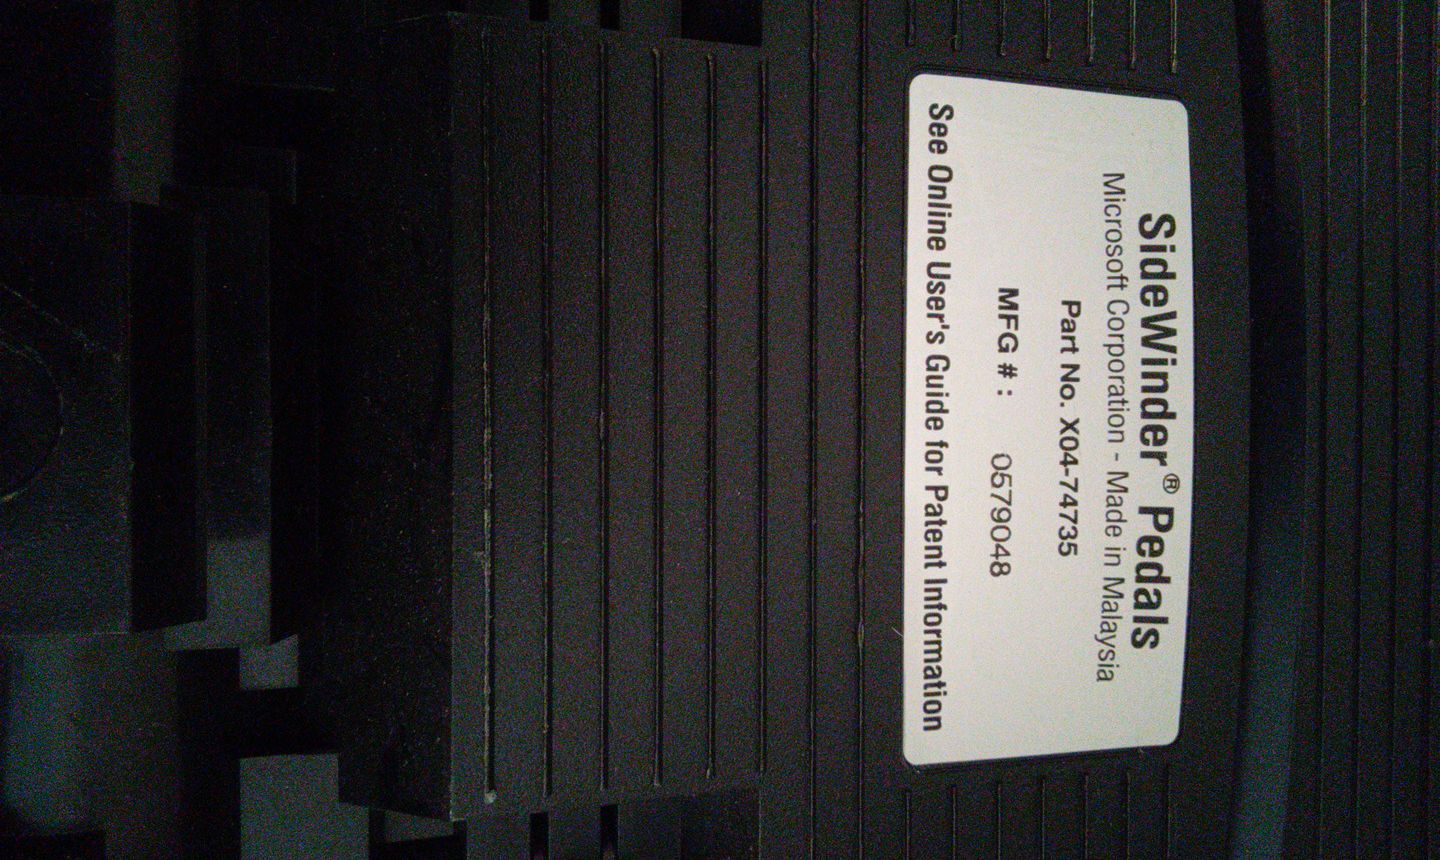 SideWinder® Pedals
Microsoft Corporation - Made in Malaysia
Part No. X04-74735
MFG # : 0579048
See Online User's Guide for Patent Information